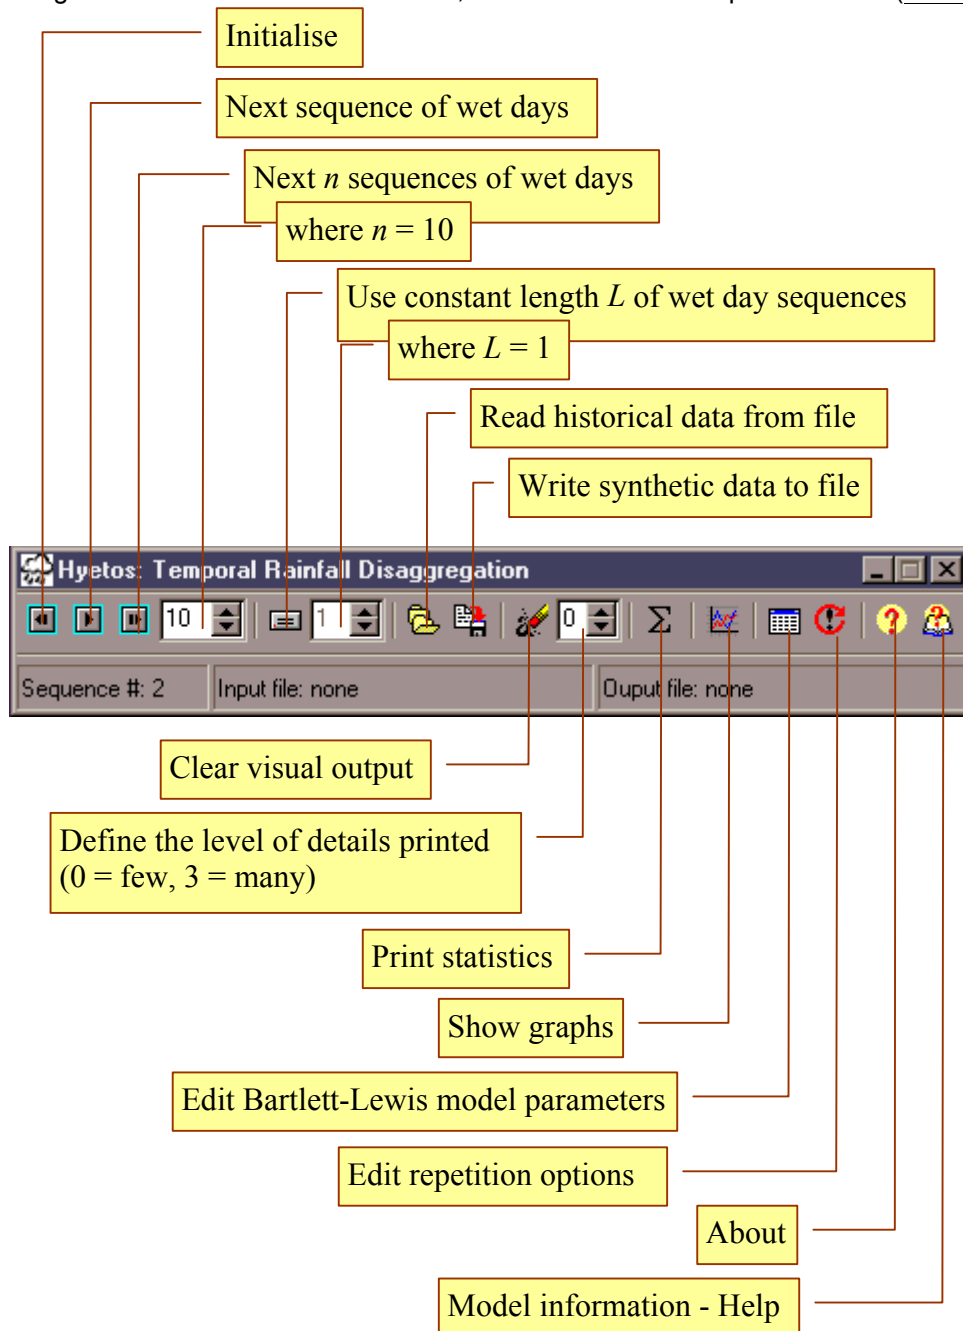 Initialise
Next sequence of wet days
Next n sequences of wet days
where n = 10
Use constant length L of wet day sequences
where L = 1
Read historical data from file
Write synthetic data to file
Hyetos: Temporal Rainfall Disaggregation
10 1 0 Σ
Sequence #: 2 Input file: none Ouput file: none
Clear visual output
Define the level of details printed
(0 = few, 3 = many)
Print statistics
Show graphs
Edit Bartlett-Lewis model parameters
Edit repetition options
About
Model information - Help